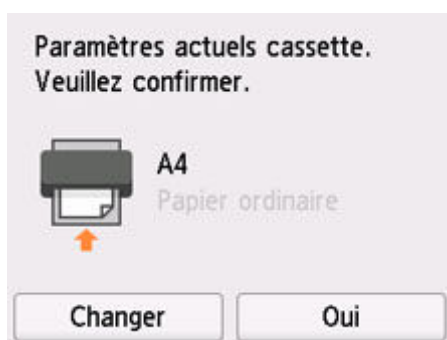 Paramètres actuels cassette.
Veuillez confirmer.
A4
Papier ordinaire
Changer
Oui